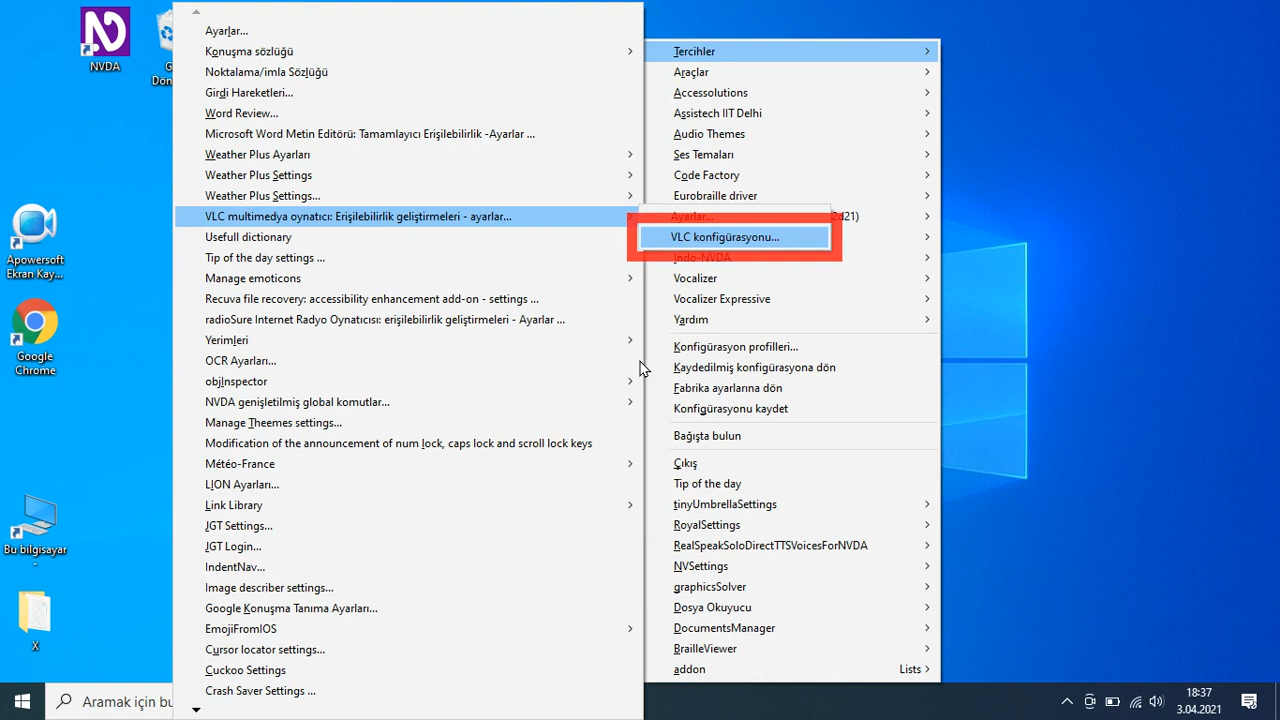 NVDA
G
Dön
Apowersoft
Ekran Kay...
Google
Chrome
Bu bilgisayar
X
Ayarlar...
Konuşma sözlüğü
Noktalama/imla Sözlüğü
Girdi Hareketleri...
Word Review...
Microsoft Word Metin Editörü: Tamamlayıcı Erişilebilirlik -Ayarlar ...
Weather Plus Ayarları
Weather Plus Settings
Weather Plus Settings...
VLC multimedya oynatıcı: Erişilebilirlik geliştirmeleri - ayarlar...
Usefull dictionary
Tip of the day settings ...
Manage emoticons
Recuva file recovery: accessibility enhancement add-on - settings ...
radioSure Internet Radyo Oynatıcısı: erişilebilirlik geliştirmeleri - Ayarlar ...
Yerimleri
OCR Ayarları...
objInspector
NVDA genişletilmiş global komutlar...
Manage Theemes settings...
Modification of the announcement of num lock, caps lock and scroll lock keys
Météo-France
LION Ayarları...
Link Library
JGT Settings...
JGT Login...
IndentNav...
Image describer settings...
Google Konuşma Tanıma Ayarları...
EmojiFromIOS
Cursor locator settings...
Cuckoo Settings
Crash Saver Settings ...
Tercihler
Araçlar
Accessolutions
Assistech IIT Delhi
Audio Themes
Ses Temaları
Code Factory
Eurobraille driver
Ayarlar... 2d21)
VLC konfigürasyonu...
Indo-NVDA
Vocalizer
Vocalizer Expressive
Yardım
Konfigürasyon profilleri...
Kaydedilmiş konfigürasyona dön
Fabrika ayarlarına dön
Konfigürasyonu kaydet
Bağışta bulun
Çıkış
Tip of the day
tinyUmbrellaSettings
RoyalSettings
RealSpeakSoloDirectTTSVoicesForNVDA
NVSettings
graphicsSolver
Dosya Okuyucu
DocumentsManager
BrailleViewer
addon Lists
Aramak için bu
18:37
3.04.2021